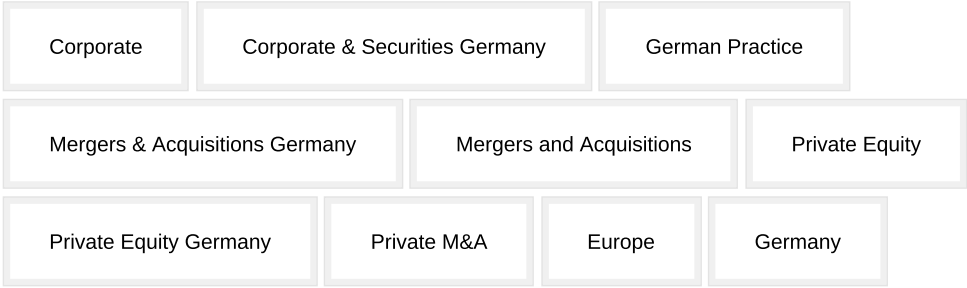 Corporate
Corporate & Securities Germany
German Practice
Mergers & Acquisitions Germany
Mergers and Acquisitions
Private Equity
Private Equity Germany
Private M&A
Europe
Germany